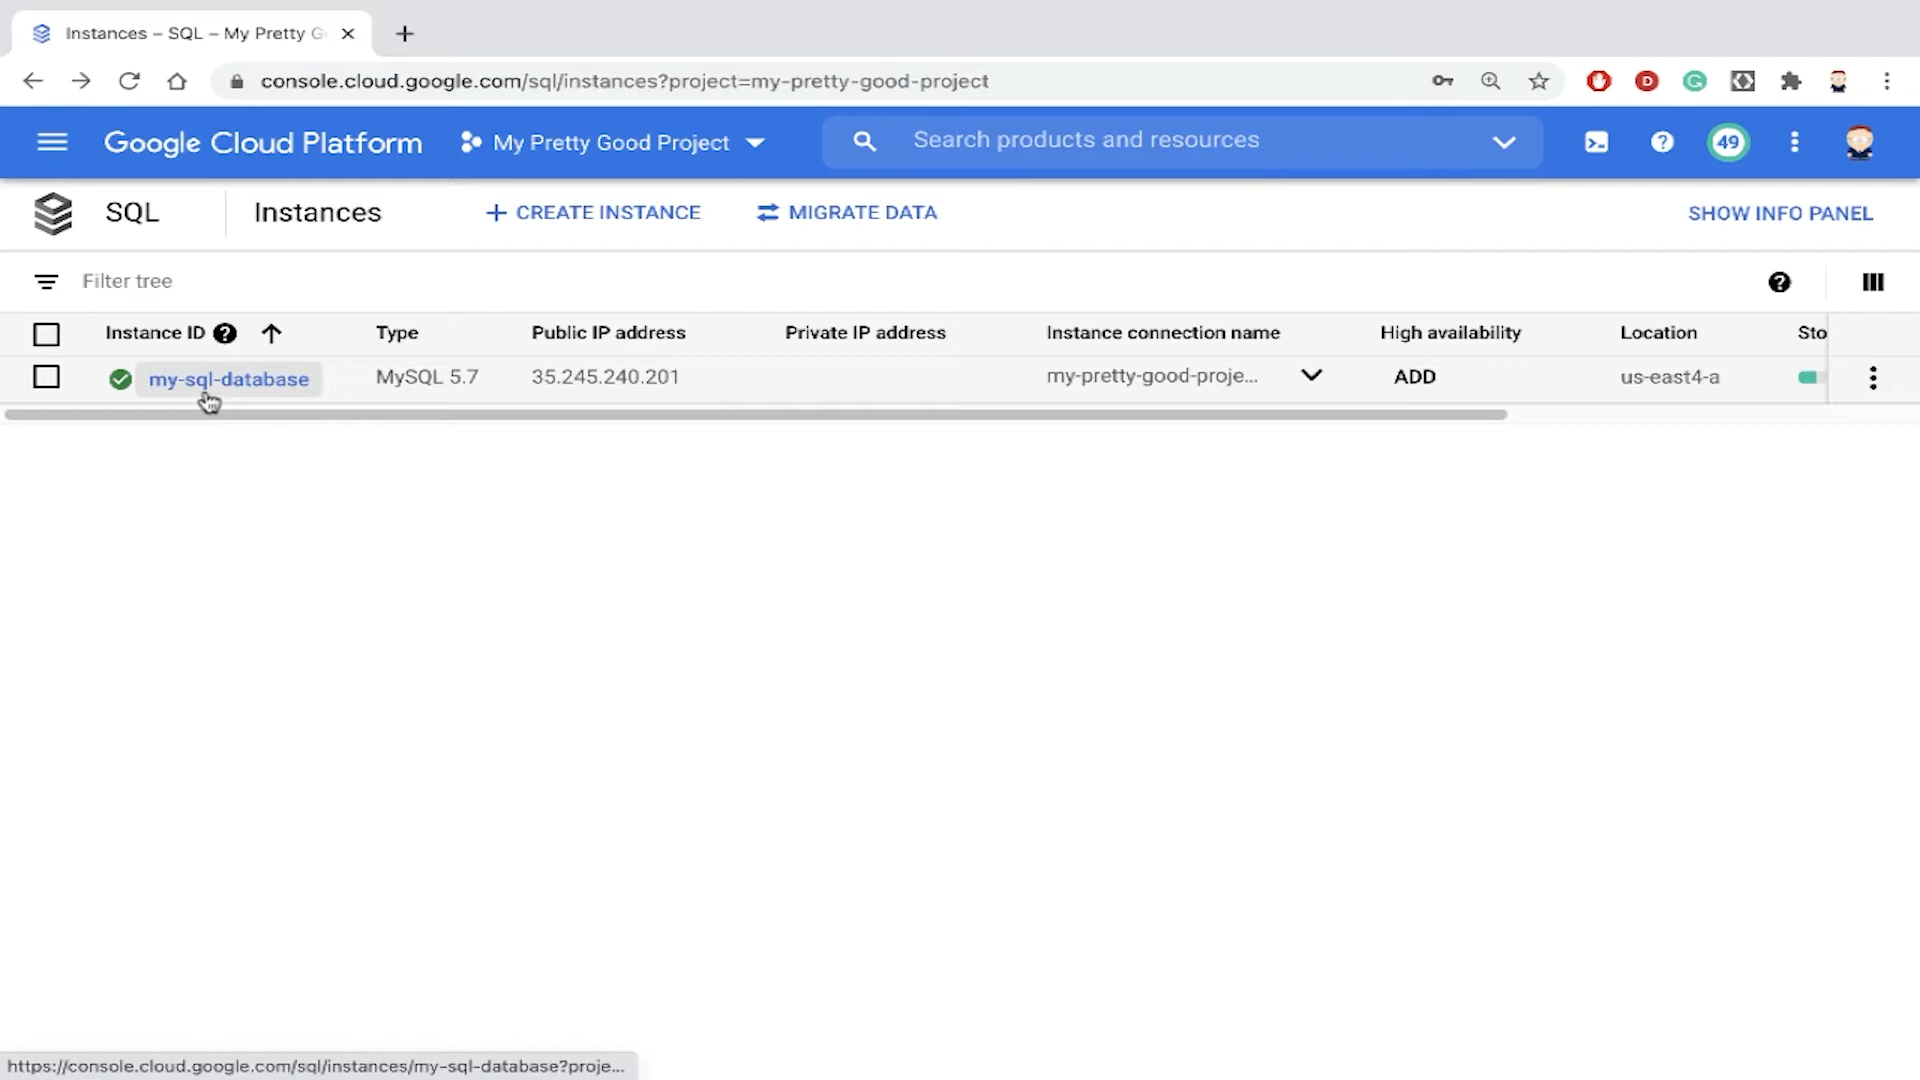 Instances – SQL – My Pretty G
console.cloud.google.com/sql/instances?project=my-pretty-good-project
Google Cloud Platform My Pretty Good Project Search products and resources 49
SQL Instances CREATE INSTANCE MIGRATE DATA SHOW INFO PANEL
Filter tree
Instance ID Type Public IP address Private IP address Instance connection name High availability Location Sto
my-sql-database MySQL 5.7 35.245.240.201 my-pretty-good-proje... ADD us-east4-a
https://console.cloud.google.com/sql/instances/my-sql-database?proje...